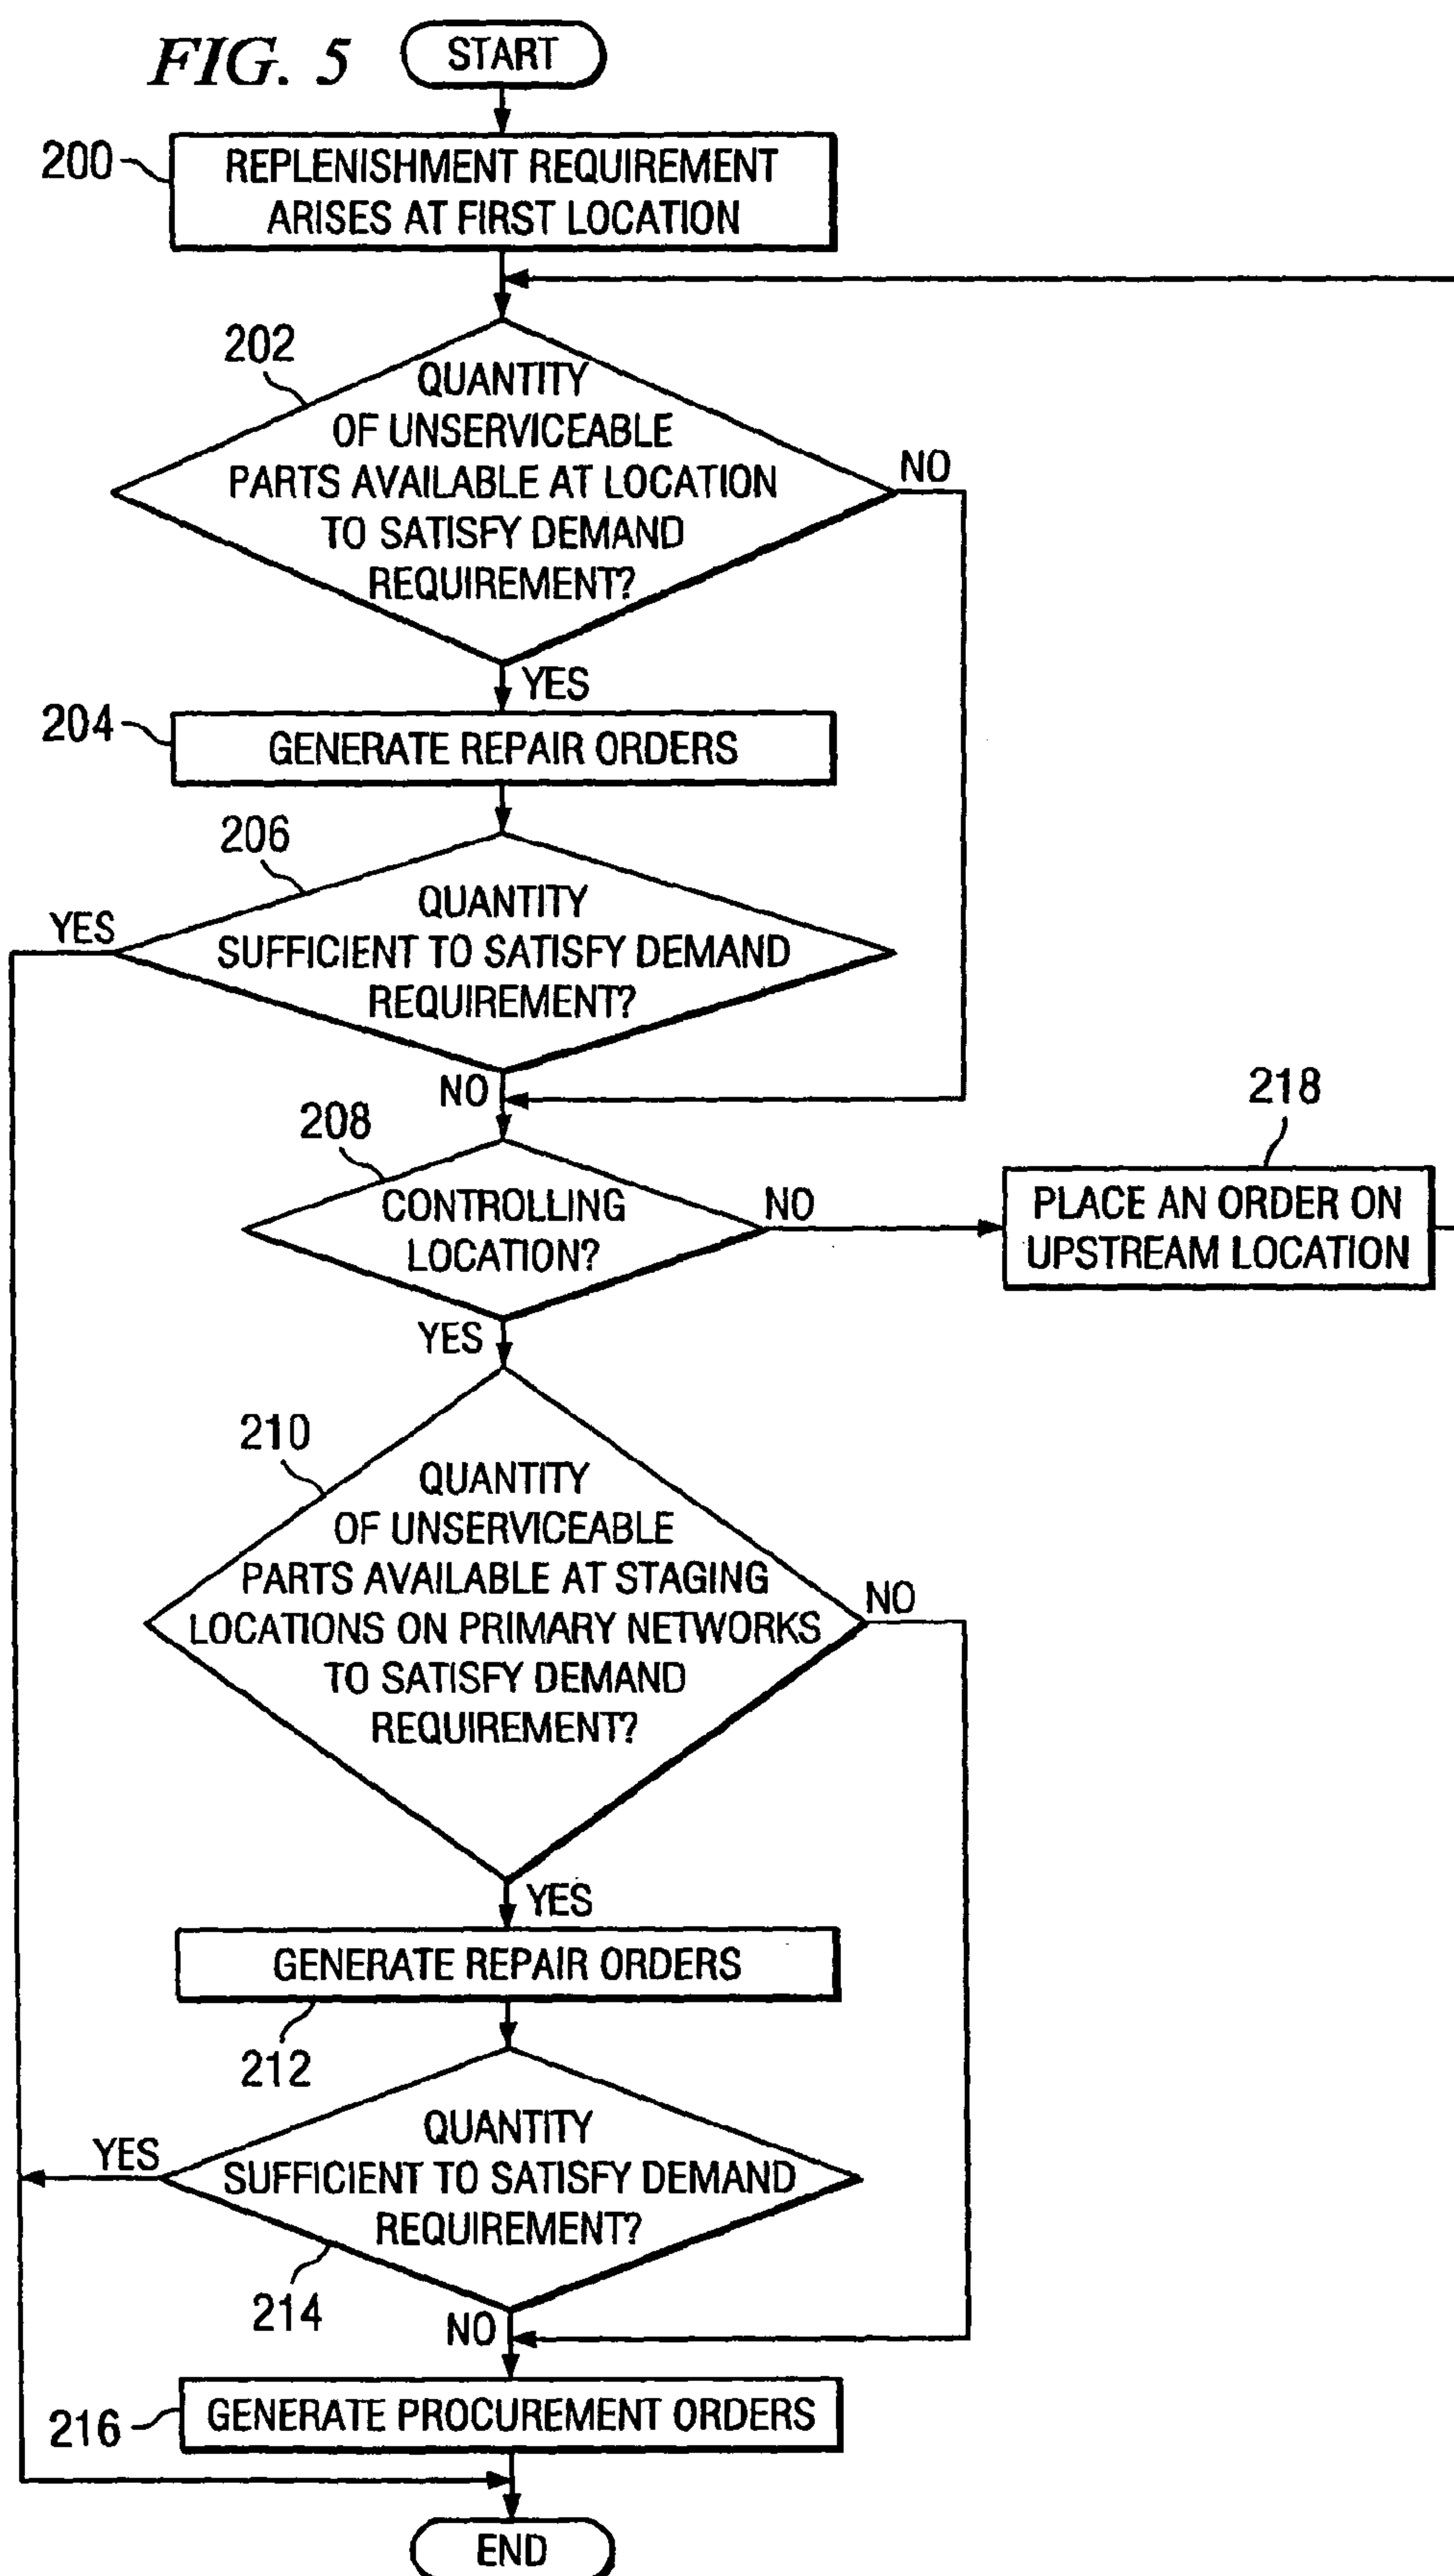 FIG. 5
START
200
REPLENISHMENT REQUIREMENT
ARISES AT FIRST LOCATION
202
QUANTITY
OF UNSERVICEABLE
PARTS AVAILABLE AT LOCATION
TO SATISFY DEMAND
REQUIREMENT?
NO
YES
204
GENERATE REPAIR ORDERS
206
QUANTITY
SUFFICIENT TO SATISFY DEMAND
REQUIREMENT?
YES
NO
208
CONTROLLING
LOCATION?
NO
218
PLACE AN ORDER ON
UPSTREAM LOCATION
YES
210
QUANTITY
OF UNSERVICEABLE
PARTS AVAILABLE AT STAGING
LOCATIONS ON PRIMARY NETWORKS
TO SATISFY DEMAND
REQUIREMENT?
NO
YES
GENERATE REPAIR ORDERS
212
QUANTITY
SUFFICIENT TO SATISFY DEMAND
REQUIREMENT?
YES
214
NO
216
GENERATE PROCUREMENT ORDERS
END